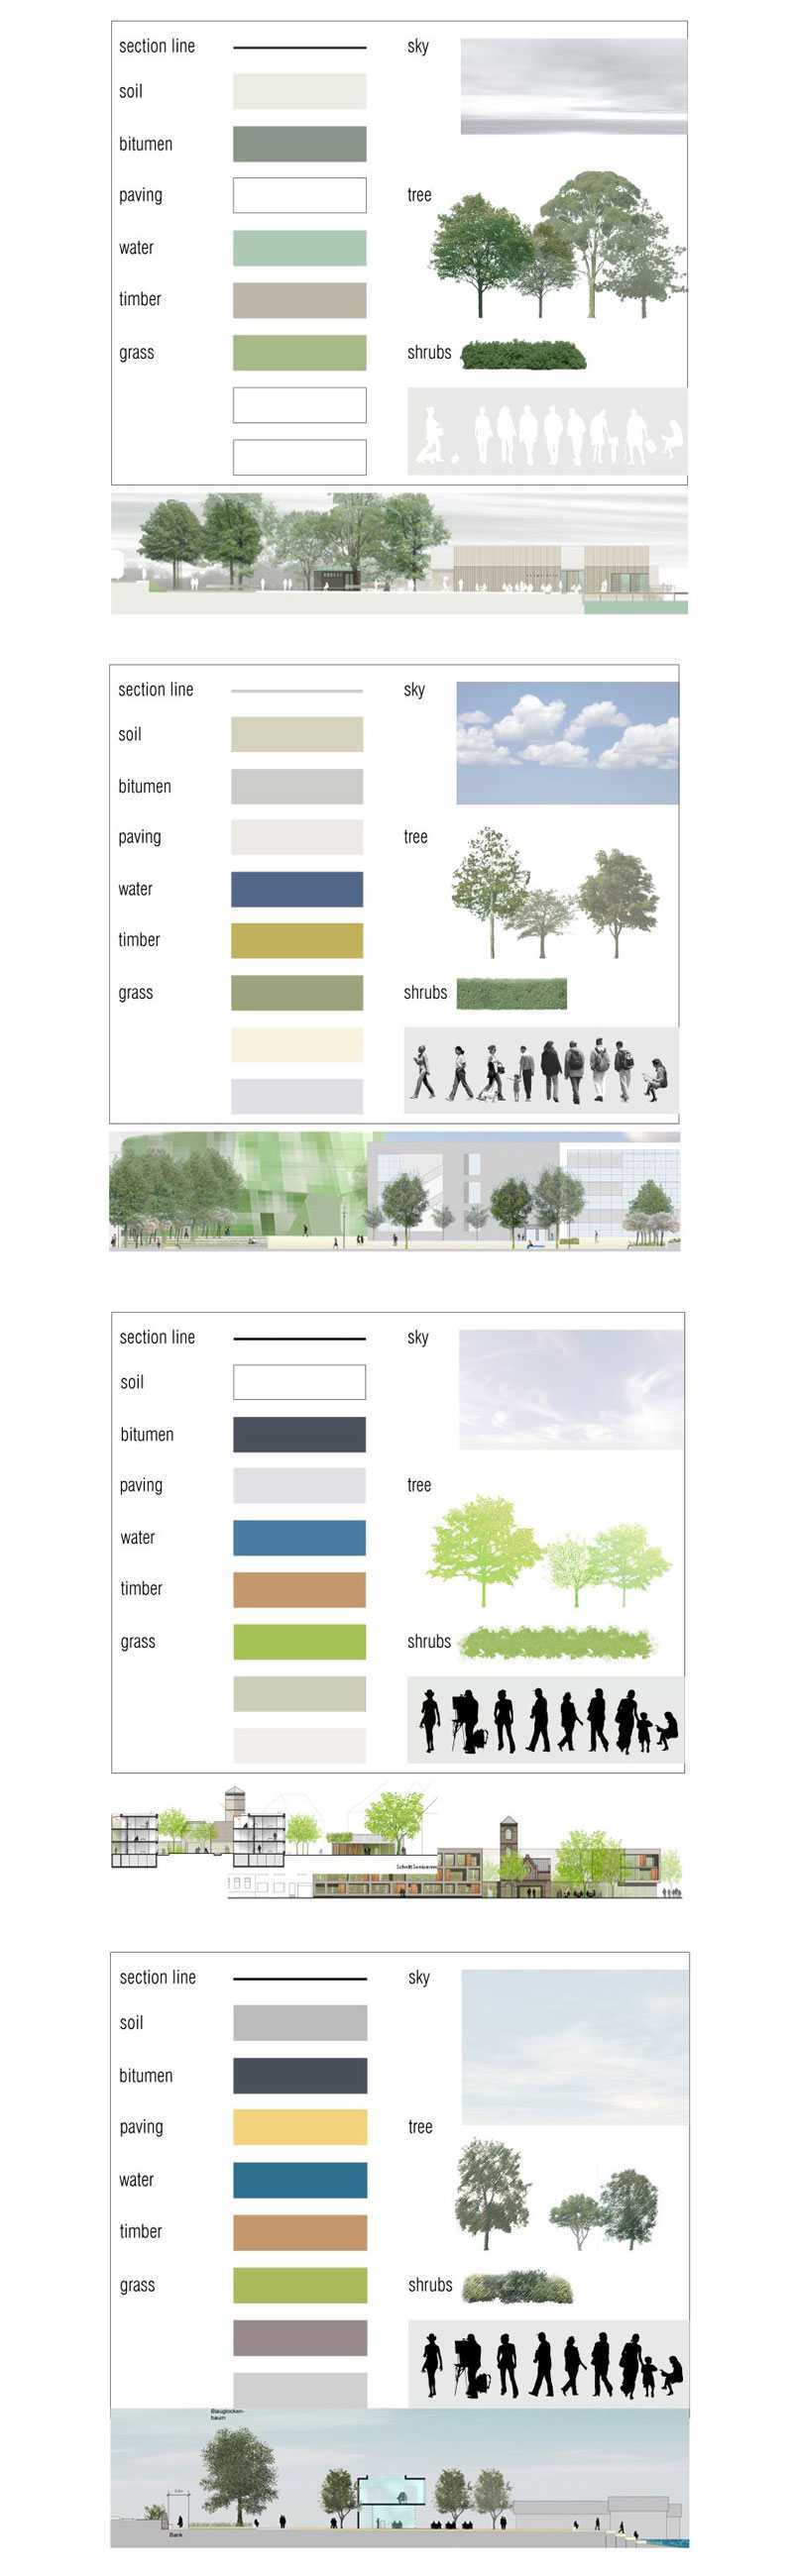 section line
sky
soil
bitumen
paving
tree
water
timber
grass
shrubs
section line
sky
soil
bitumen
paving
tree
water
timber
grass
shrubs
section line
sky
soil
bitumen
paving
tree
water
timber
grass
shrubs
section line
sky
soil
bitumen
paving
tree
water
timber
grass
shrubs
Blauglocken-
baum
Bank